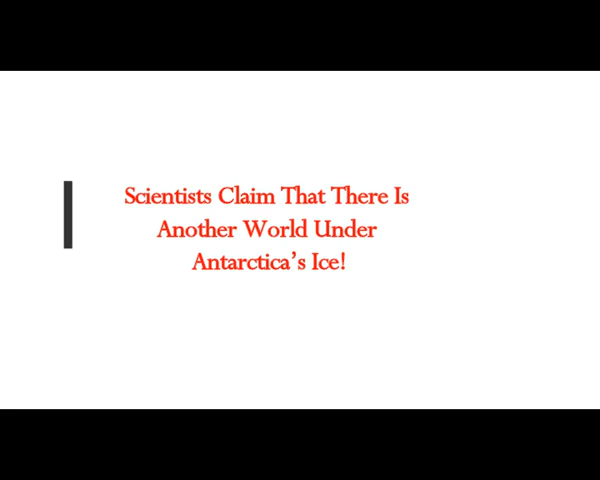 Scientists Claim That There Is
Another World Under
Antarctica’s Ice!